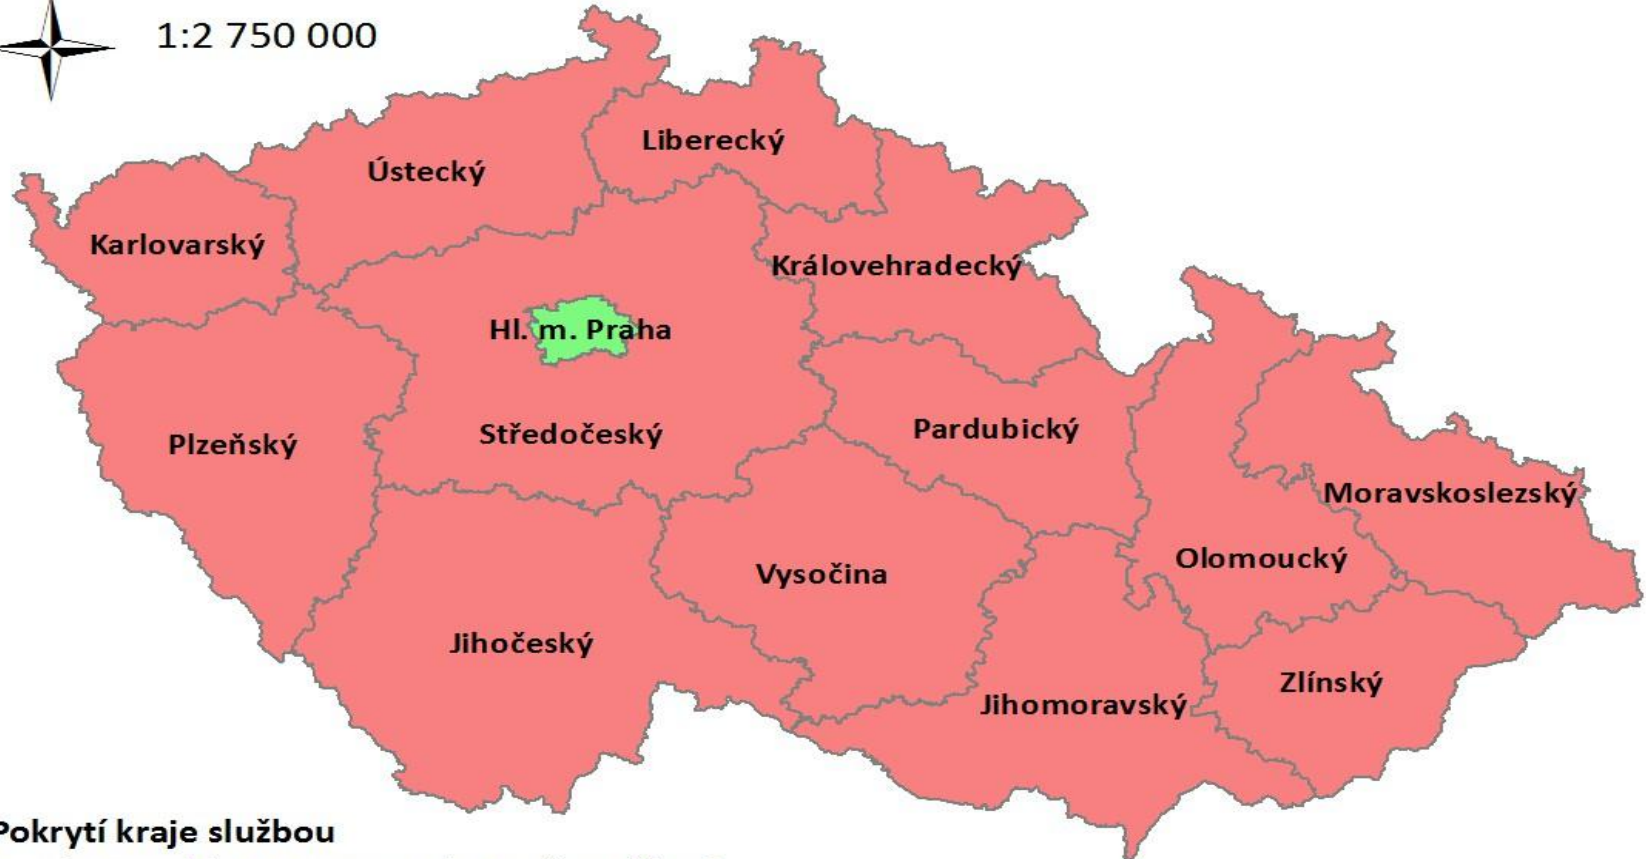 1:2 750 000
Liberecký
Ústecký
Karlovarský
Královehradecký
Hl. m. Praha
Pardubický
Středočeský
Plzeňský
Moravskoslezský
Olomoucký
Vysočina
Jihočeský
Zlínský
Jihomoravský
Pokrytí kraje službou